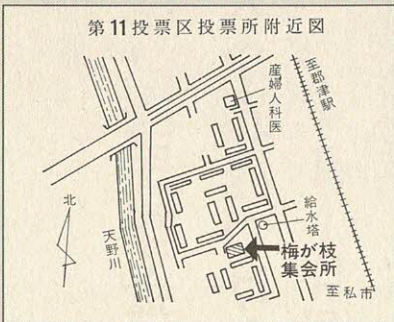 第11投票区投票所附近図
産婦人科医
至郡津駅
北
天野川
給水塔
梅が枝
集会所
至私市